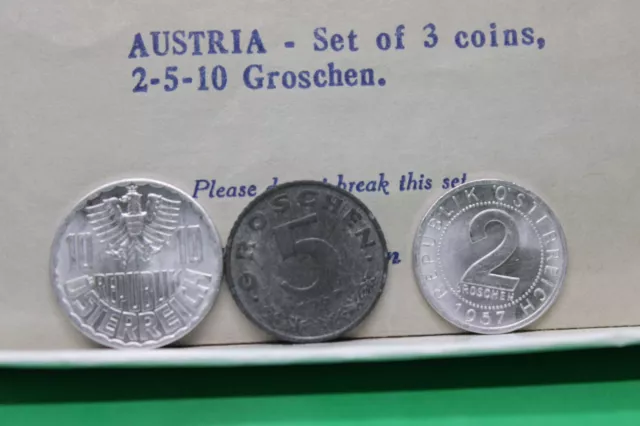 AUSTRIA - Set of 3 coins,
2-5-10 Groschen.
Please break this set
10 10
REPUBLIK
ÖSTERREICH
GROSCHEN
5
REPUBLIK ÖSTERREICH
2
GROSCHEN
1957